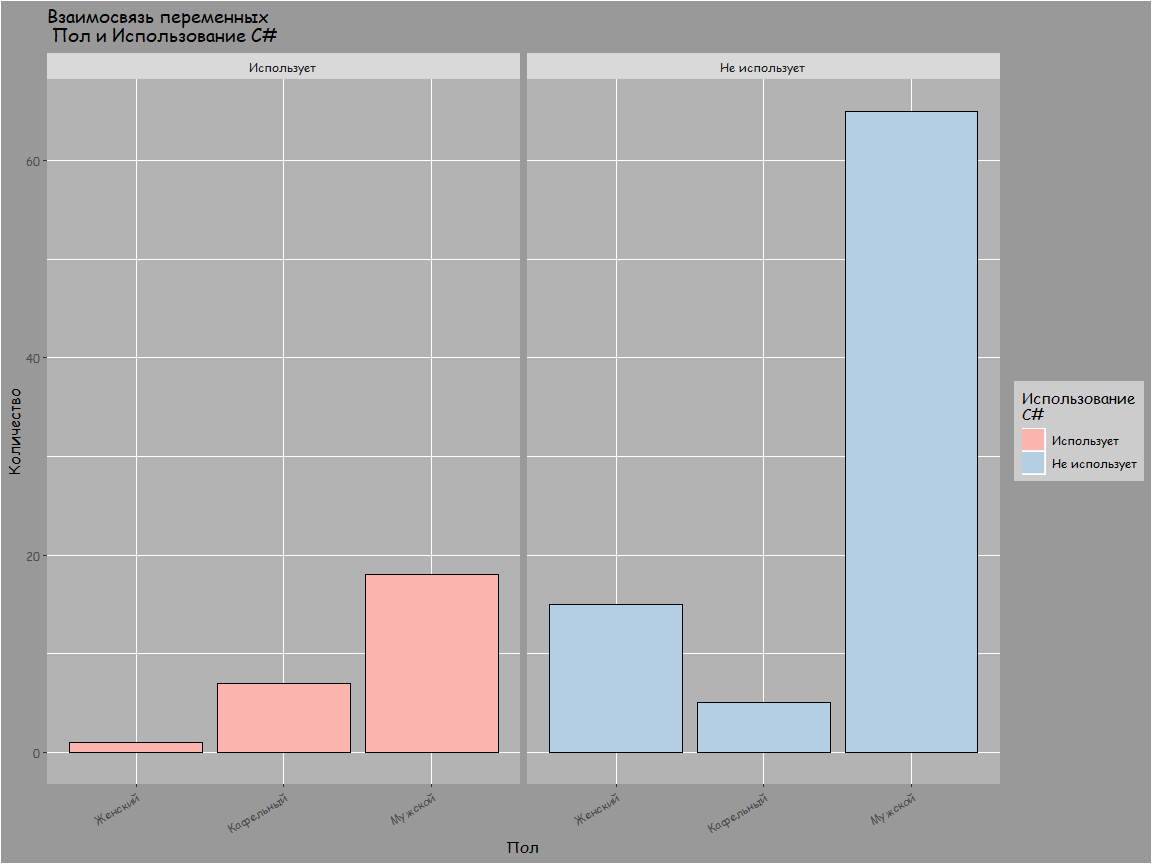 Взаимосвязь переменных
Пол и Использование C#
Использует
Не использует
Количество
60
40
20
0
Женский
Кафельный
Мужской
Женский
Кафельный
Мужской
Пол
Использование
C#
Использует
Не использует